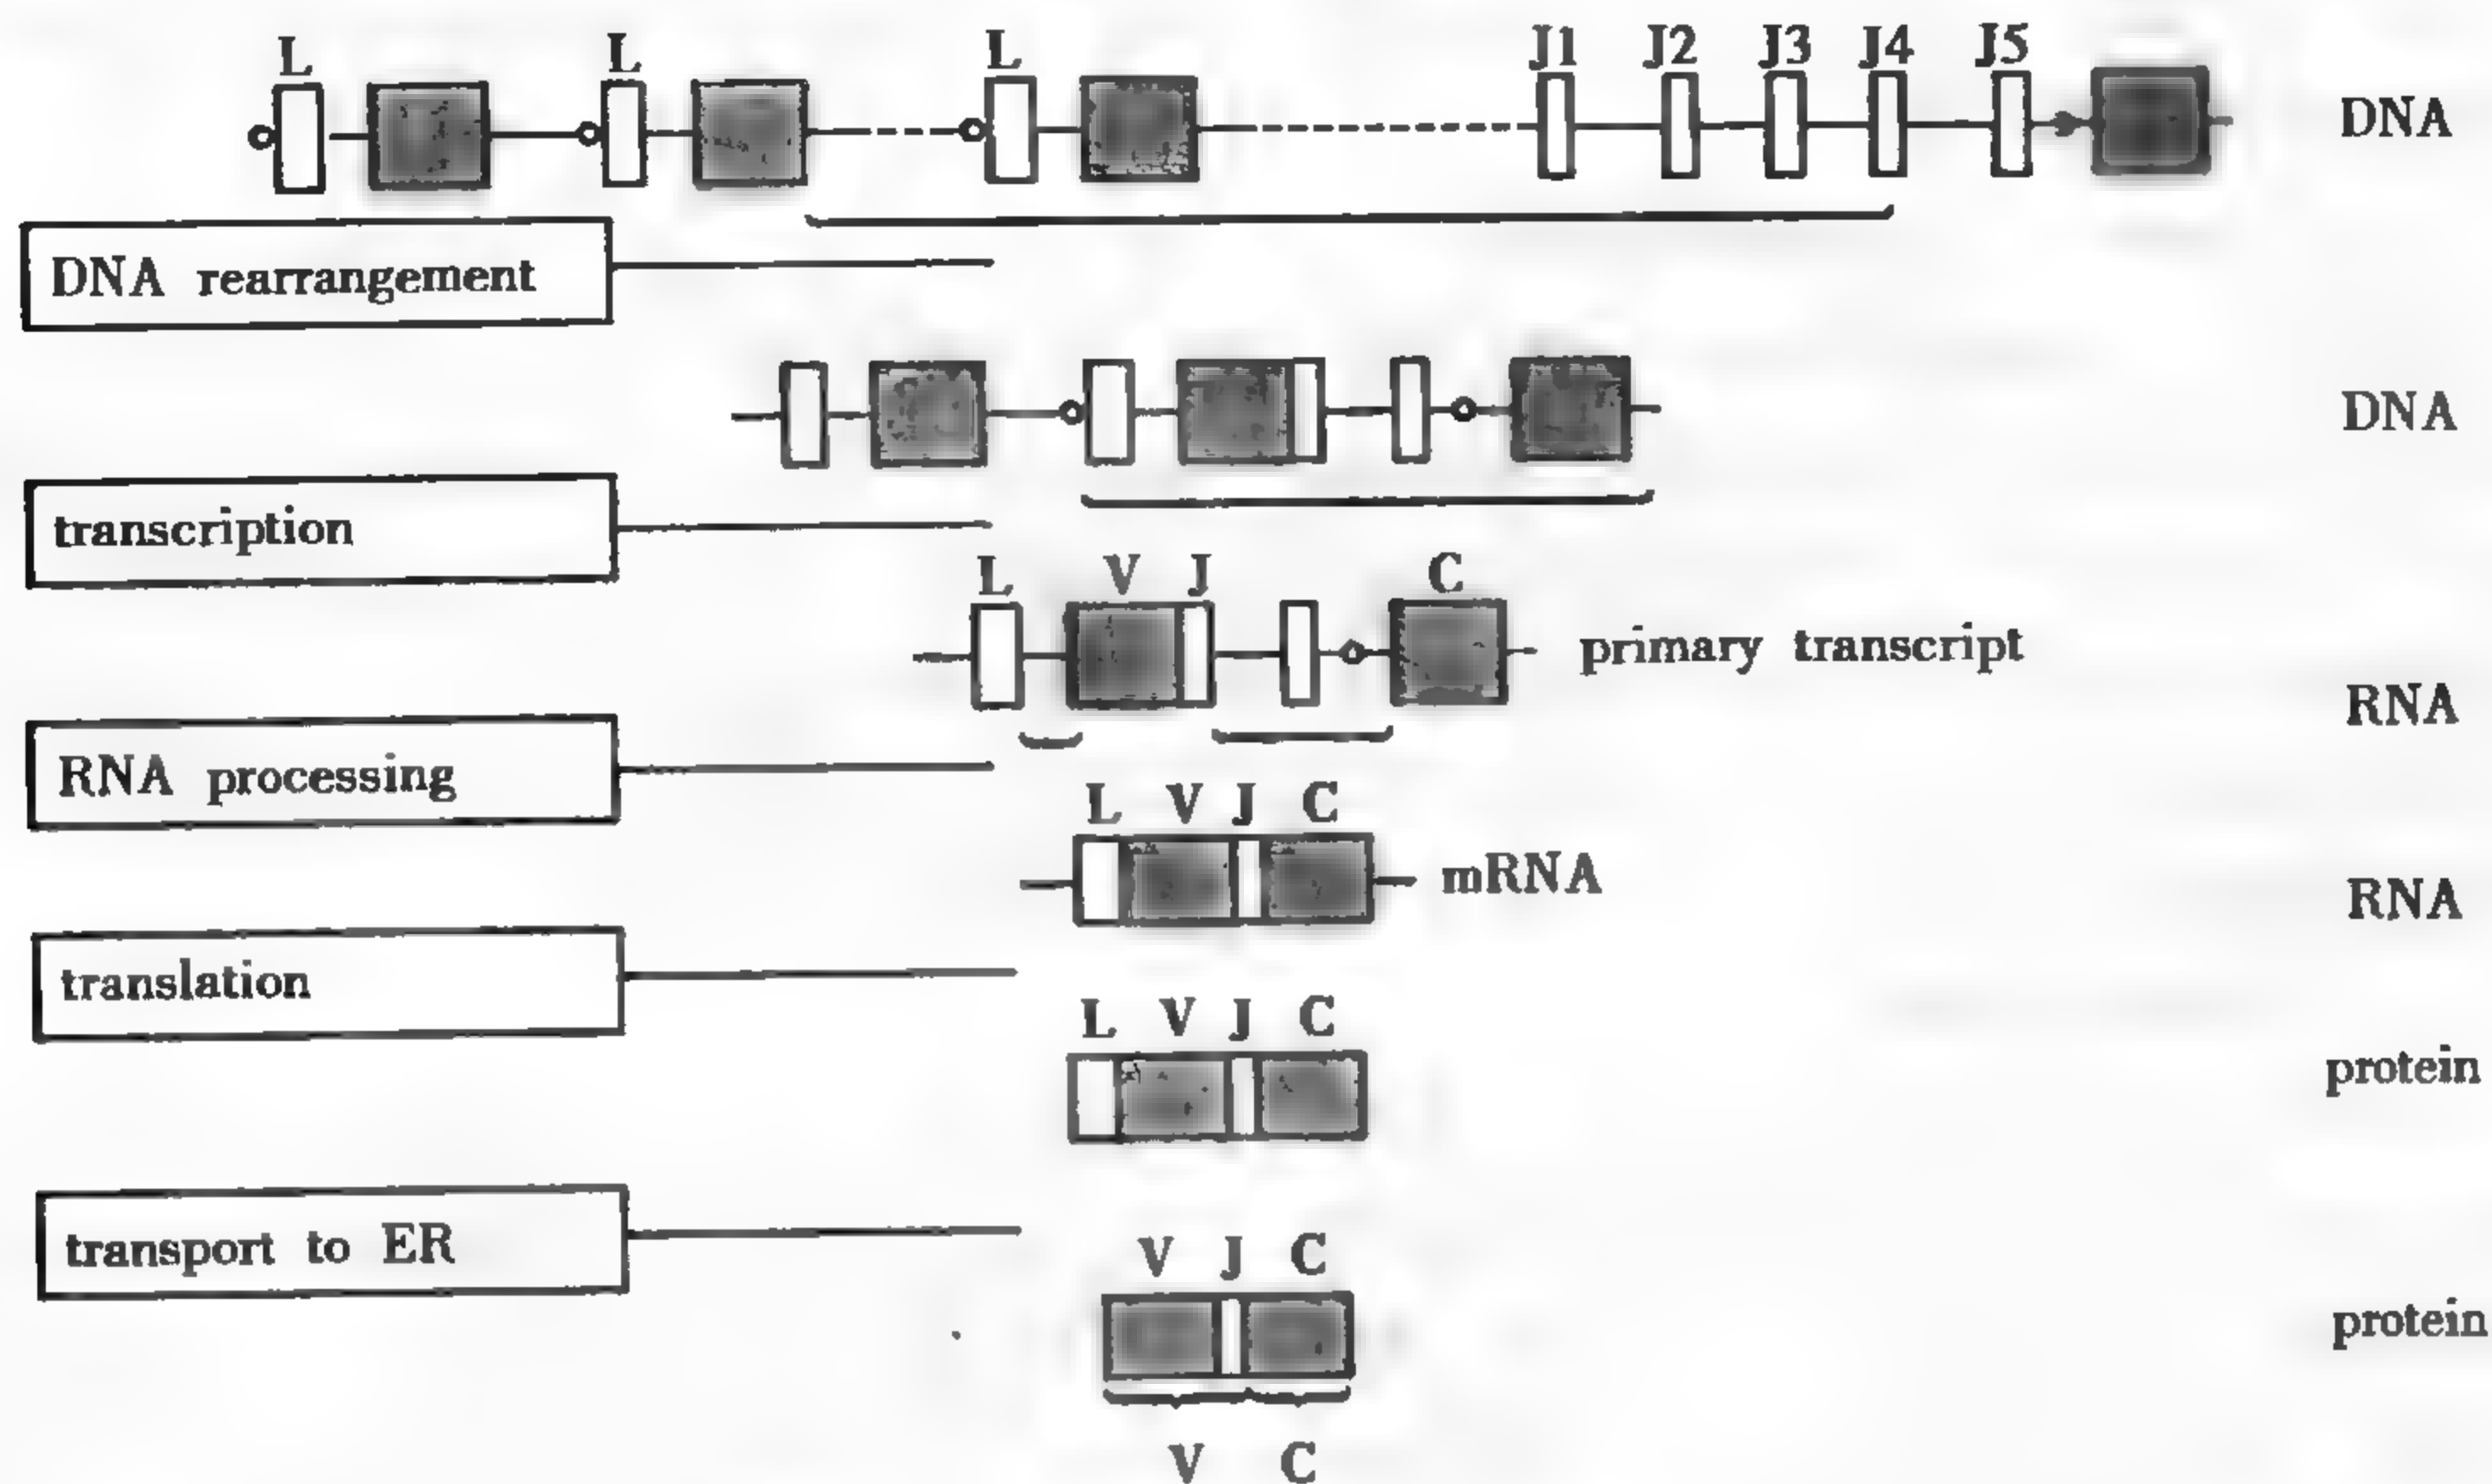 L L L J1 J2 J3 J4 J5
DNA
DNA rearrangement
DNA
transcription
L V J C
primary transcript
RNA
RNA processing
L V J C
mRNA
RNA
translation
L V J C
protein
transport to ER
V J C
protein
V C